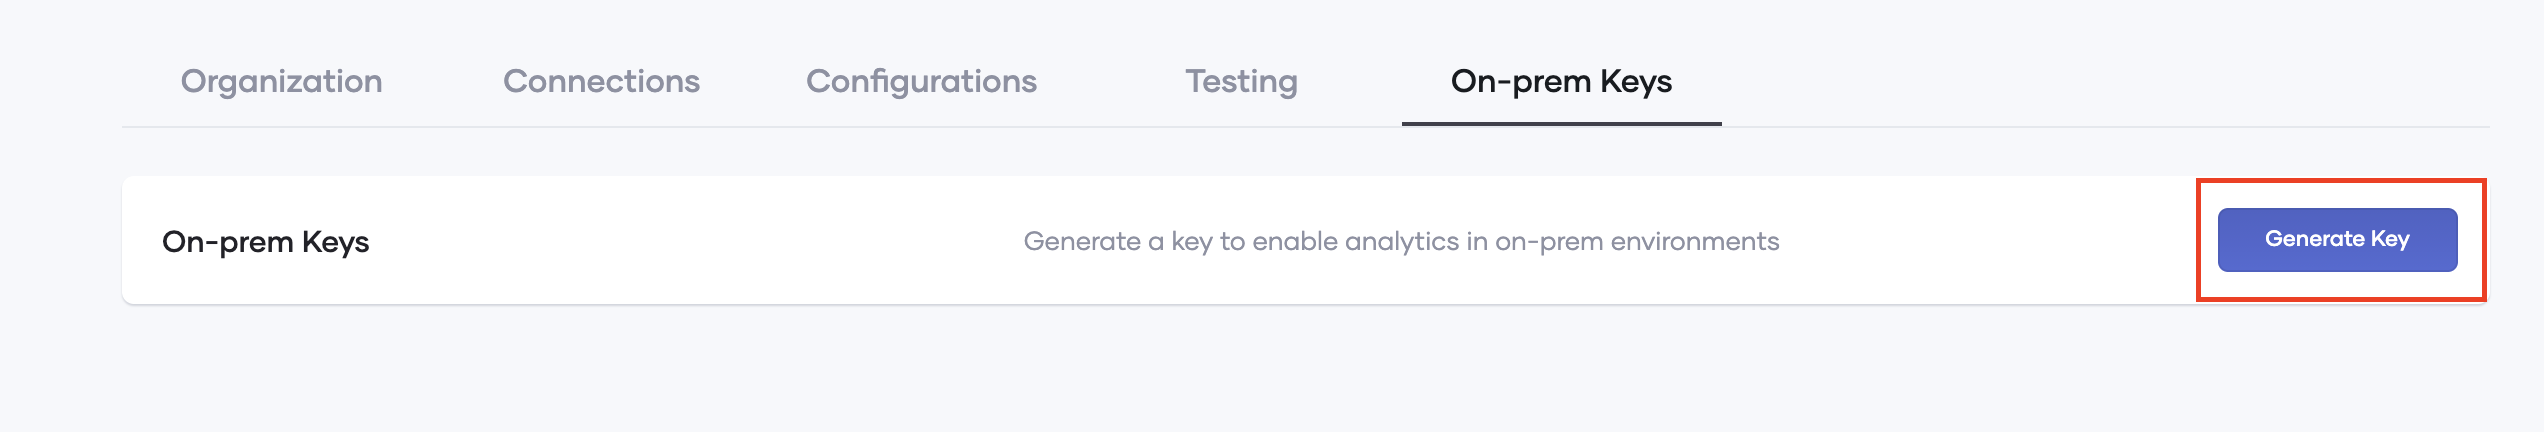 Organization Connections Configurations Testing On-prem Keys
On-prem Keys Generate a key to enable analytics in on-prem environments Generate Key